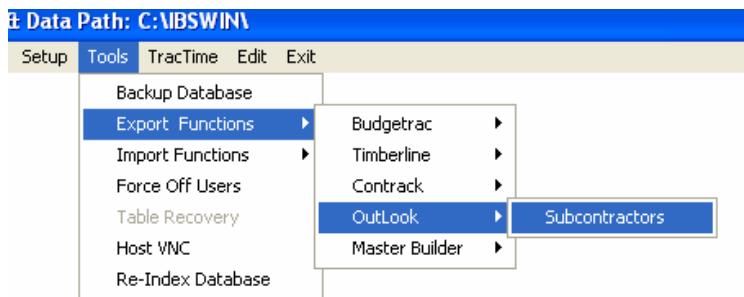 & Data Path: C:\IBSWIN\
Setup Tools TracTime Edit Exit
Backup Database
Export Functions Budgetrac
Import Functions Timberline
Force Off Users Contrack
Table Recovery OutLook Subcontractors
Host VNC Master Builder
Re-Index Database